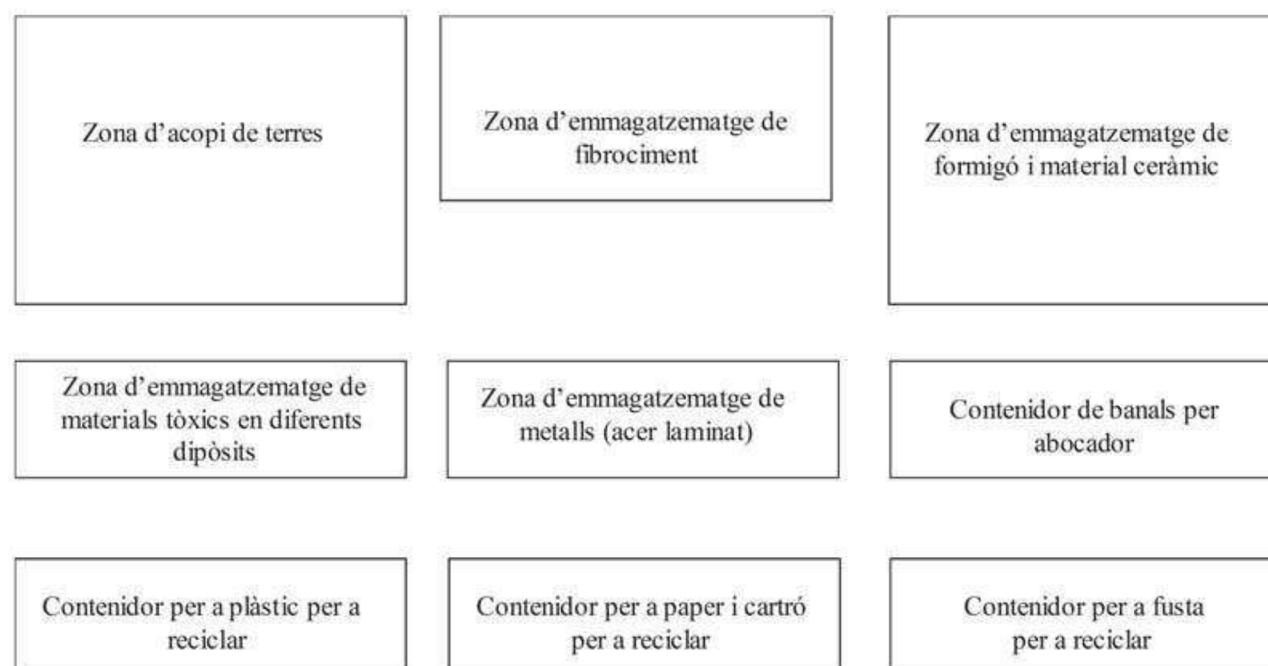 Zona d’acopi de terres
Zona d’emmagatzematge de
fibrociment
Zona d’emmagatzematge de
formigó i material ceràmic
Zona d’emmagatzematge de
materials tòxics en diferents
dipòsits
Zona d’emmagatzematge de
metalls (acer laminat)
Contenidor de banals per
abocador
Contenidor per a plàstic per a
reciclar
Contenidor per a paper i cartró
per a reciclar
Contenidor per a fusta
per a reciclar